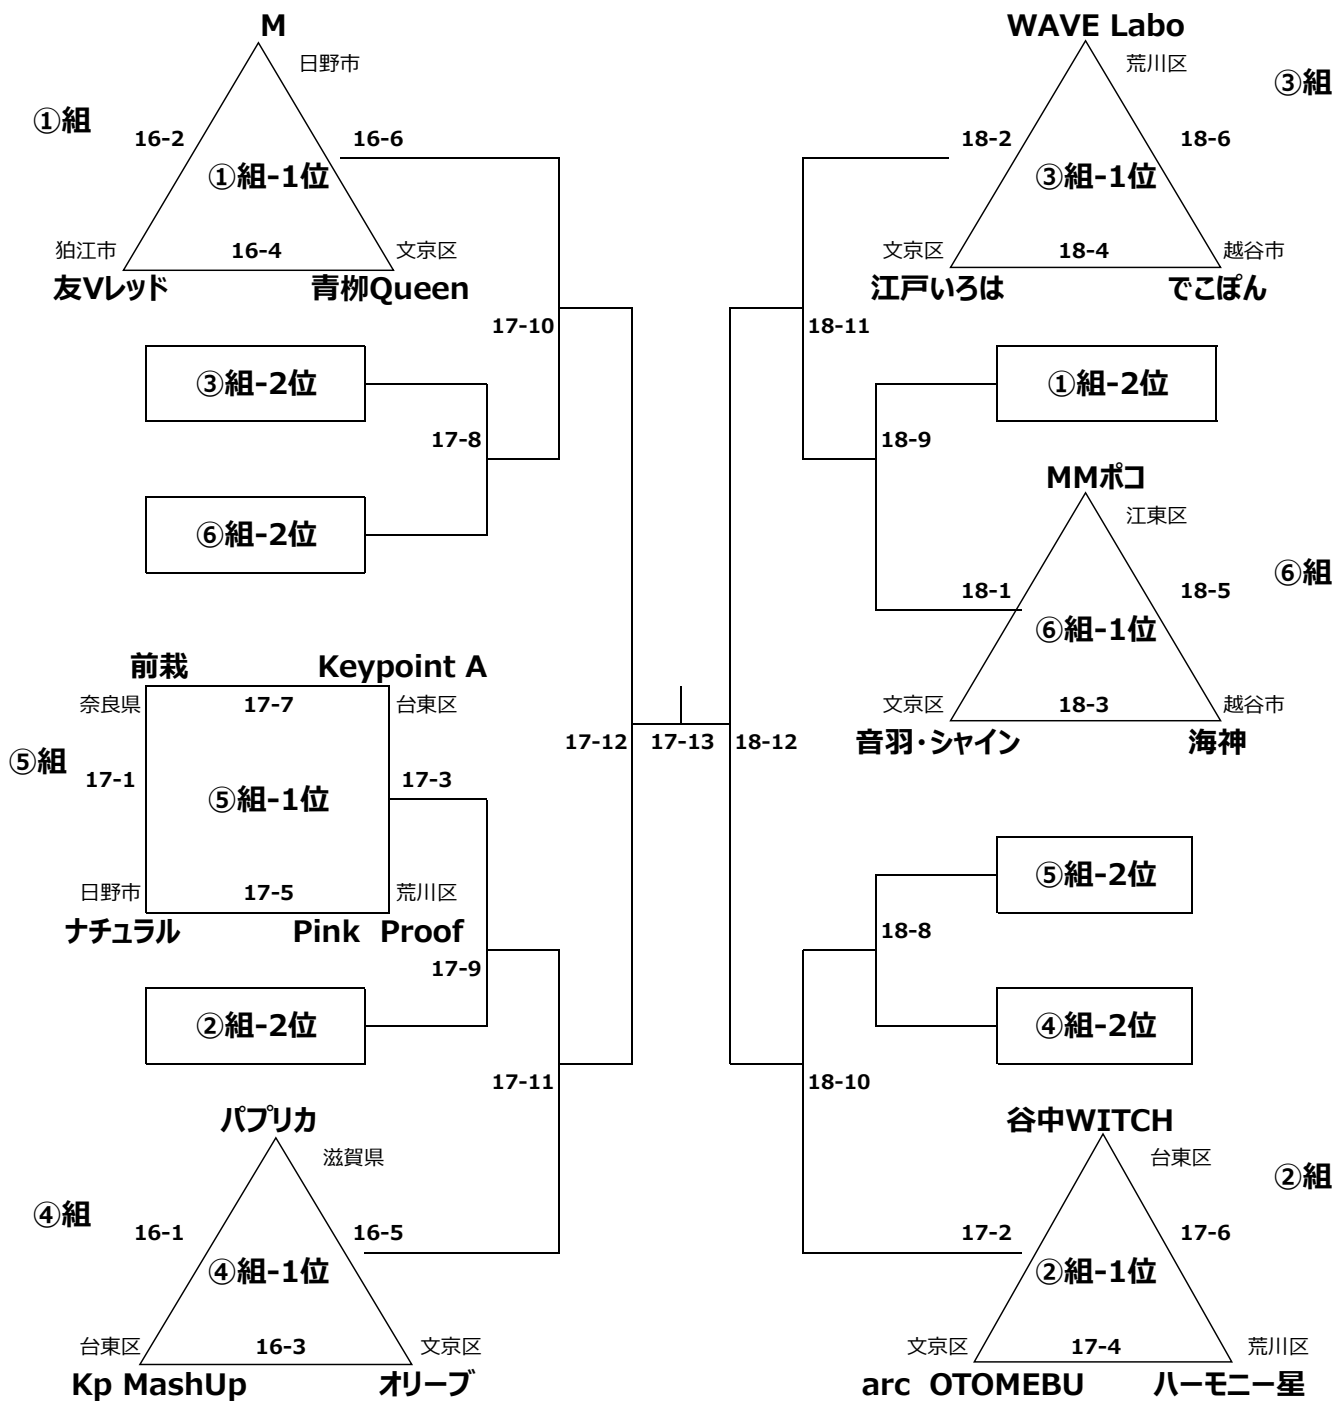 M
日野市
①組
16-2
16-6
①組-1位
狛江市
16-4
文京区
友Vレッド
青栁Queen
17-10
③組-2位
17-8
⑥組-2位
前栽
Keypoint A
奈良県
17-7
台東区
⑤組
17-1
17-3
⑤組-1位
日野市
17-5
荒川区
ナチュラル
Pink Proof
17-9
②組-2位
17-11
パプリカ
滋賀県
④組
16-1
16-5
④組-1位
台東区
16-3
文京区
Kp MashUp
オリーブ
17-12
17-13
18-12
WAVE Labo
荒川区
③組
18-2
18-6
③組-1位
文京区
18-4
越谷市
江戸いろは
でこぽん
18-11
①組-2位
18-9
MMポコ
江東区
⑥組
18-1
18-5
⑥組-1位
文京区
18-3
越谷市
音羽・シャイン
海神
⑤組-2位
18-8
④組-2位
18-10
谷中WITCH
台東区
②組
17-2
17-6
②組-1位
文京区
17-4
荒川区
arc OTOMEBU
ハーモニー星